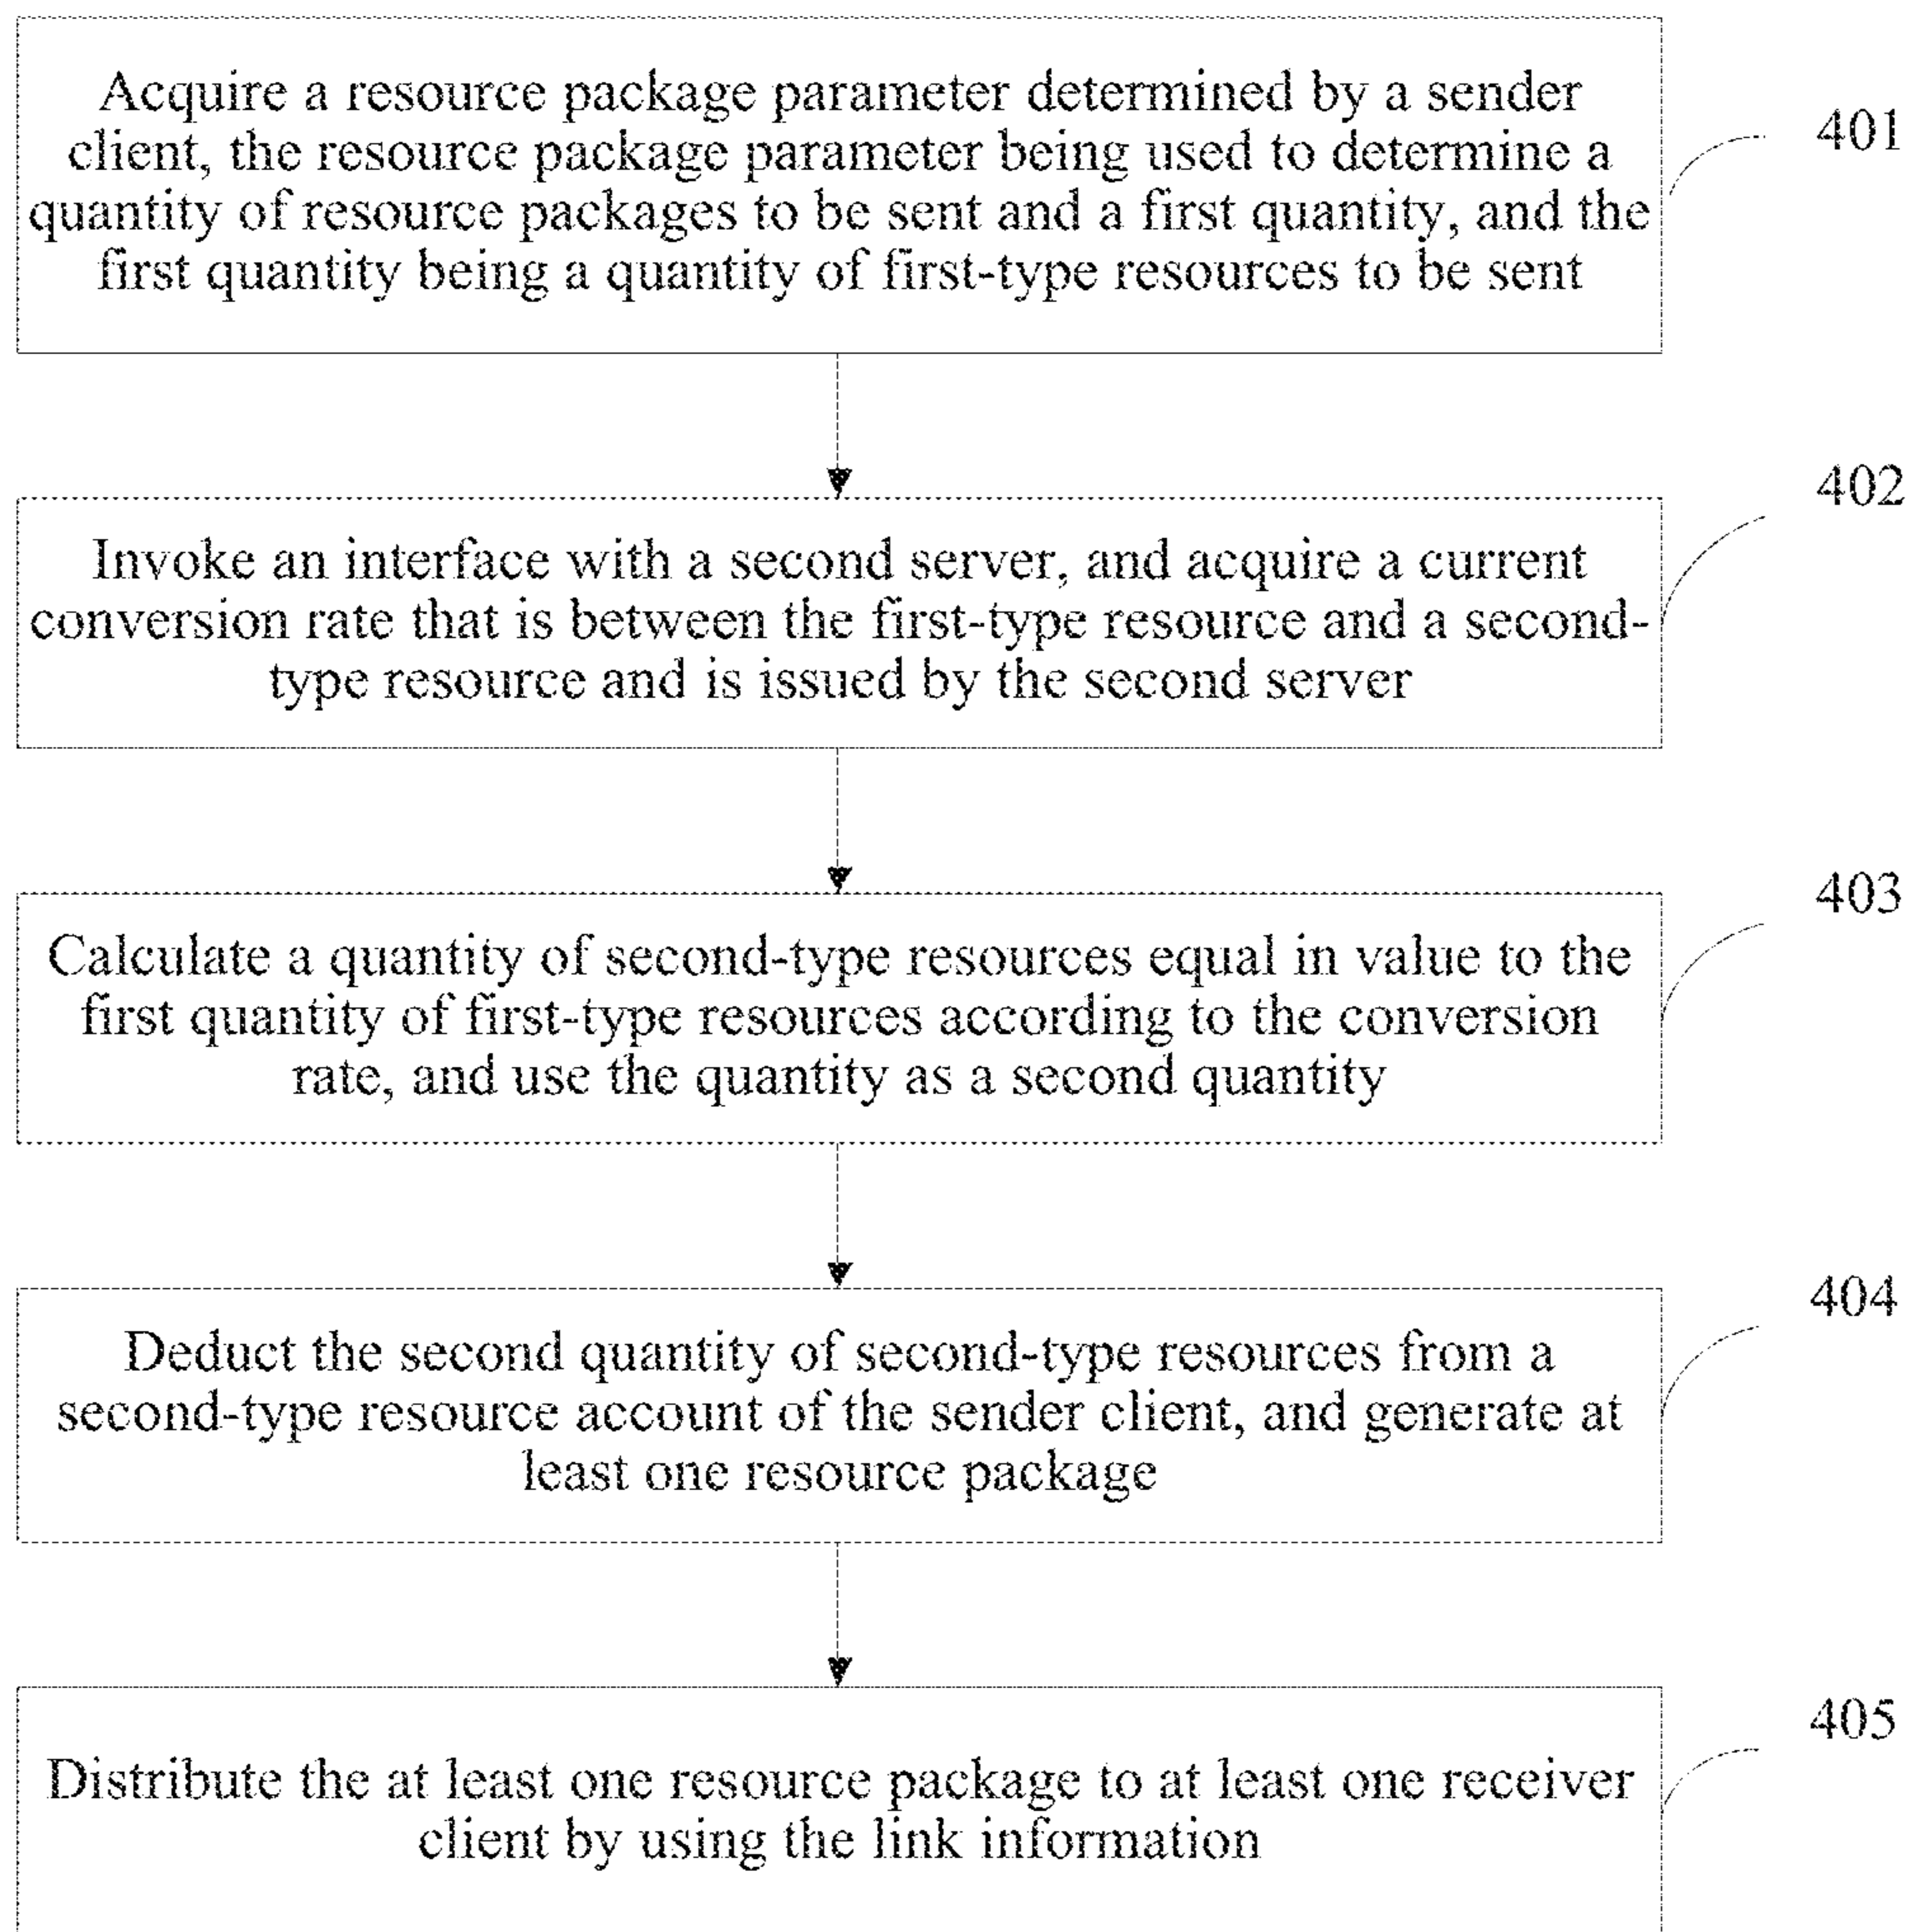 Acquire a resource package parameter determined by a sender
client, the resource package parameter being used to determine a
quantity of resource packages to be sent and a first quantity, and the
first quantity being a quantity of first-type resources to be sent
401
Invoke an interface with a second server, and acquire a current
conversion rate that is between the first-type resource and a second-
type resource and is issued by the second server
402
Calculate a quantity of second-type resources equal in value to the
first quantity of first-type resources according to the conversion
rate, and use the quantity as a second quantity
403
Deduct the second quantity of second-type resources from a
second-type resource account of the sender client, and generate at
least one resource package
404
Distribute the at least one resource package to at least one receiver
client by using the link information
405